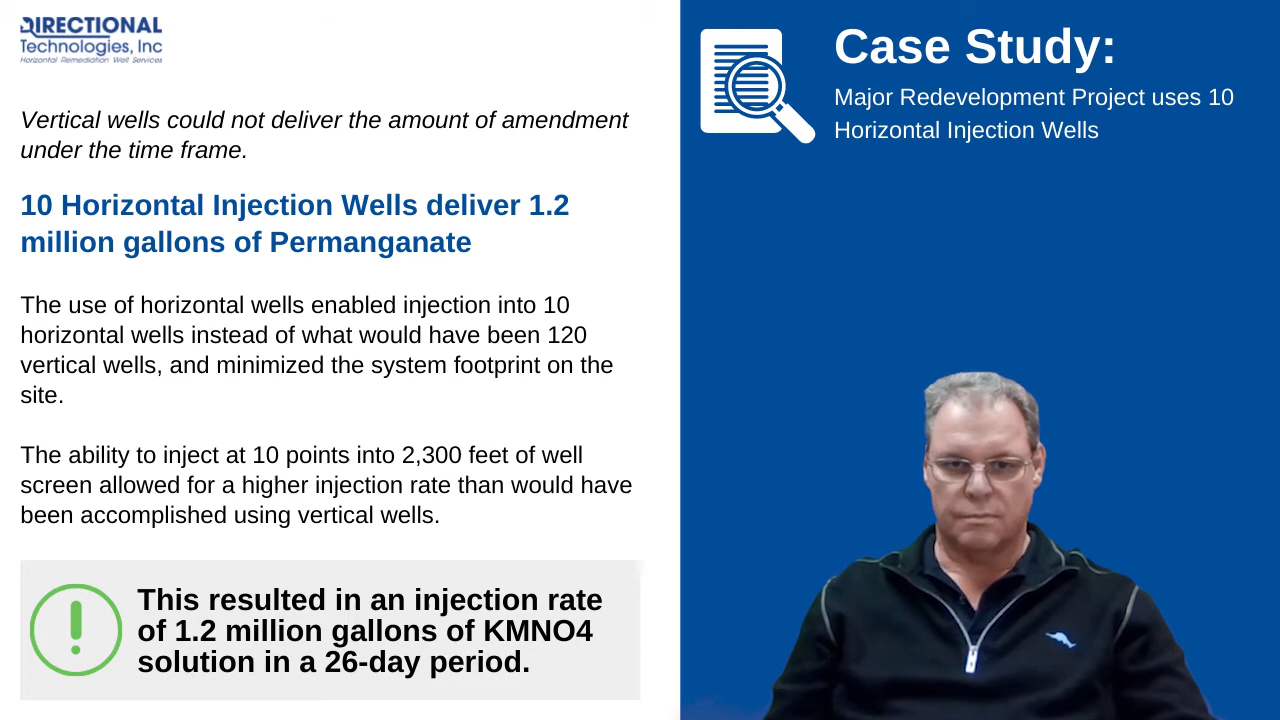 DIRECTIONAL
Technologies, Inc
Horizontal Remediation Well Services
Vertical wells could not deliver the amount of amendment
under the time frame.
10 Horizontal Injection Wells deliver 1.2
million gallons of Permanganate
The use of horizontal wells enabled injection into 10
horizontal wells instead of what would have been 120
vertical wells, and minimized the system footprint on the
site.
The ability to inject at 10 points into 2,300 feet of well
screen allowed for a higher injection rate than would have
been accomplished using vertical wells.
This resulted in an injection rate
of 1.2 million gallons of KMNO4
solution in a 26-day period.
Case Study:
Major Redevelopment Project uses 10
Horizontal Injection Wells